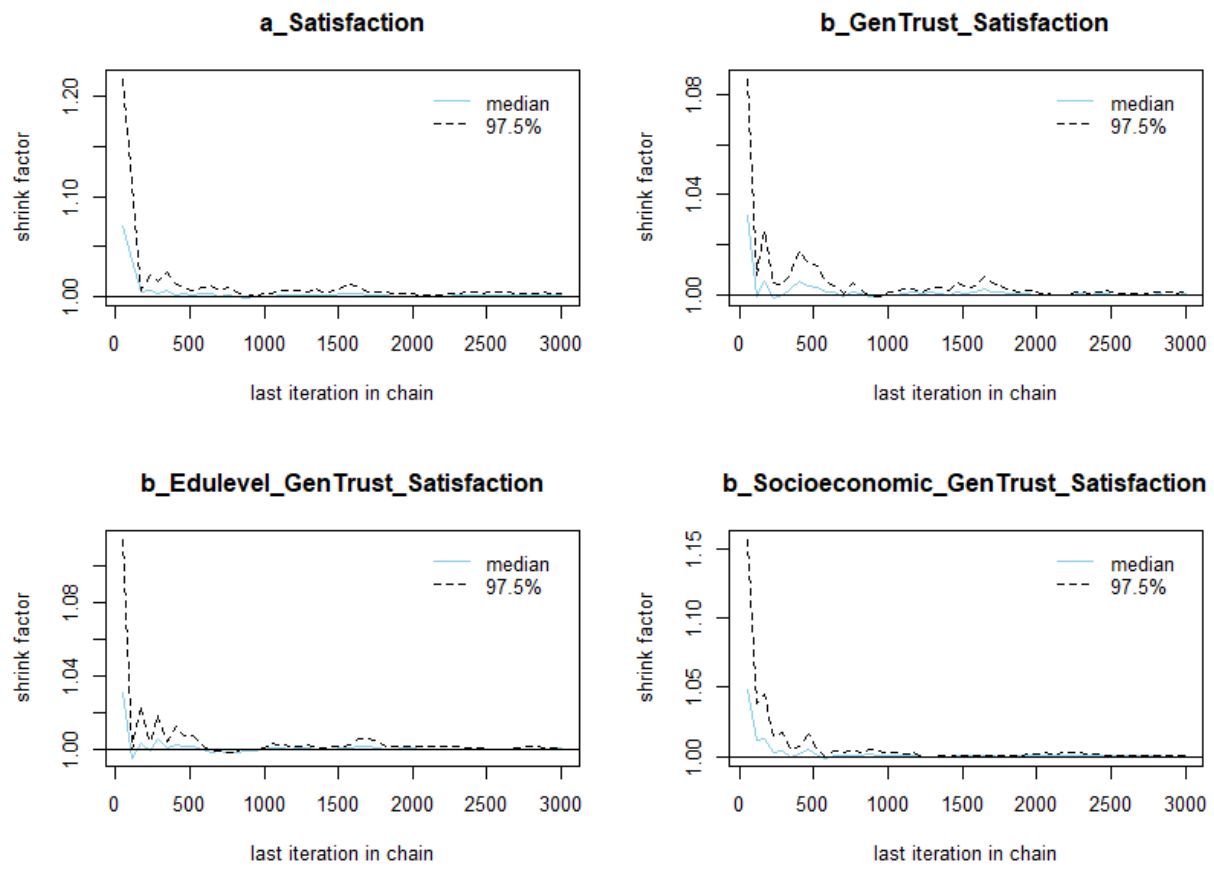 a_Satisfaction
1.20
1.10
1.00
shrink factor
median
97.5%
0 500 1000 1500 2000 2500 3000
last iteration in chain
b_GenTrust_Satisfaction
1.08
1.04
1.00
shrink factor
median
97.5%
0 500 1000 1500 2000 2500 3000
last iteration in chain
b_Edulevel_GenTrust_Satisfaction
1.08
1.04
1.00
shrink factor
median
97.5%
0 500 1000 1500 2000 2500 3000
last iteration in chain
b_Socioeconomic_GenTrust_Satisfaction
1.15
1.10
1.05
1.00
shrink factor
median
97.5%
0 500 1000 1500 2000 2500 3000
last iteration in chain